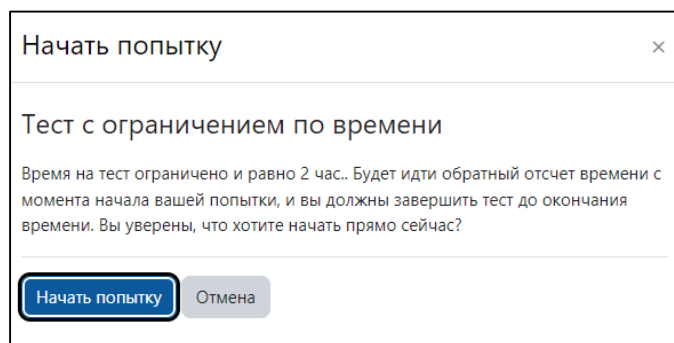 Начать попытку ×
Тест с ограничением по времени
Время на тест ограничено и равно 2 час.. Будет идти обратный отсчет времени с
момента начала вашей попытки, и вы должны завершить тест до окончания
времени. Вы уверены, что хотите начать прямо сейчас?
Начать попытку Отмена